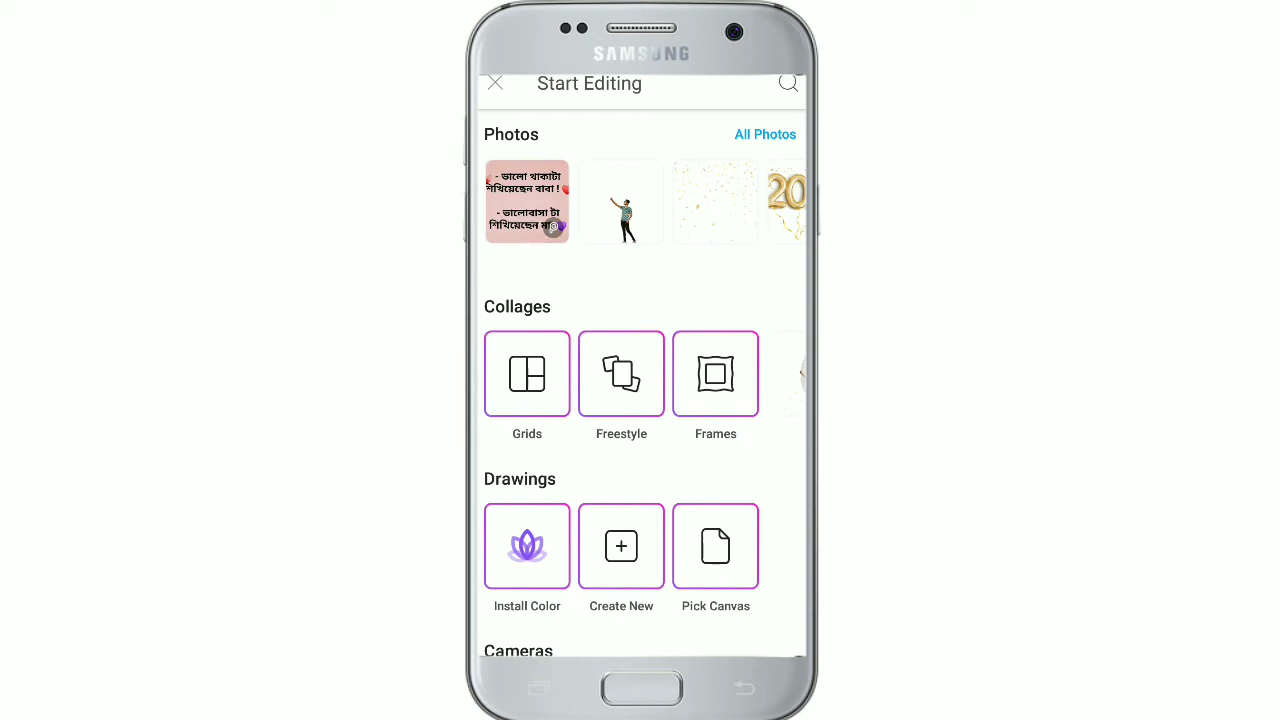 SAMSUNG
Start Editing
Photos
All Photos
- ভালো থাকাটা
শিখিয়েছেন বাবা !
- ভালোবাসা টা
শিখিয়েছেন
20
Collages
Grids
Freestyle
Frames
Drawings
Install Color
Create New
Pick Canvas
Cameras